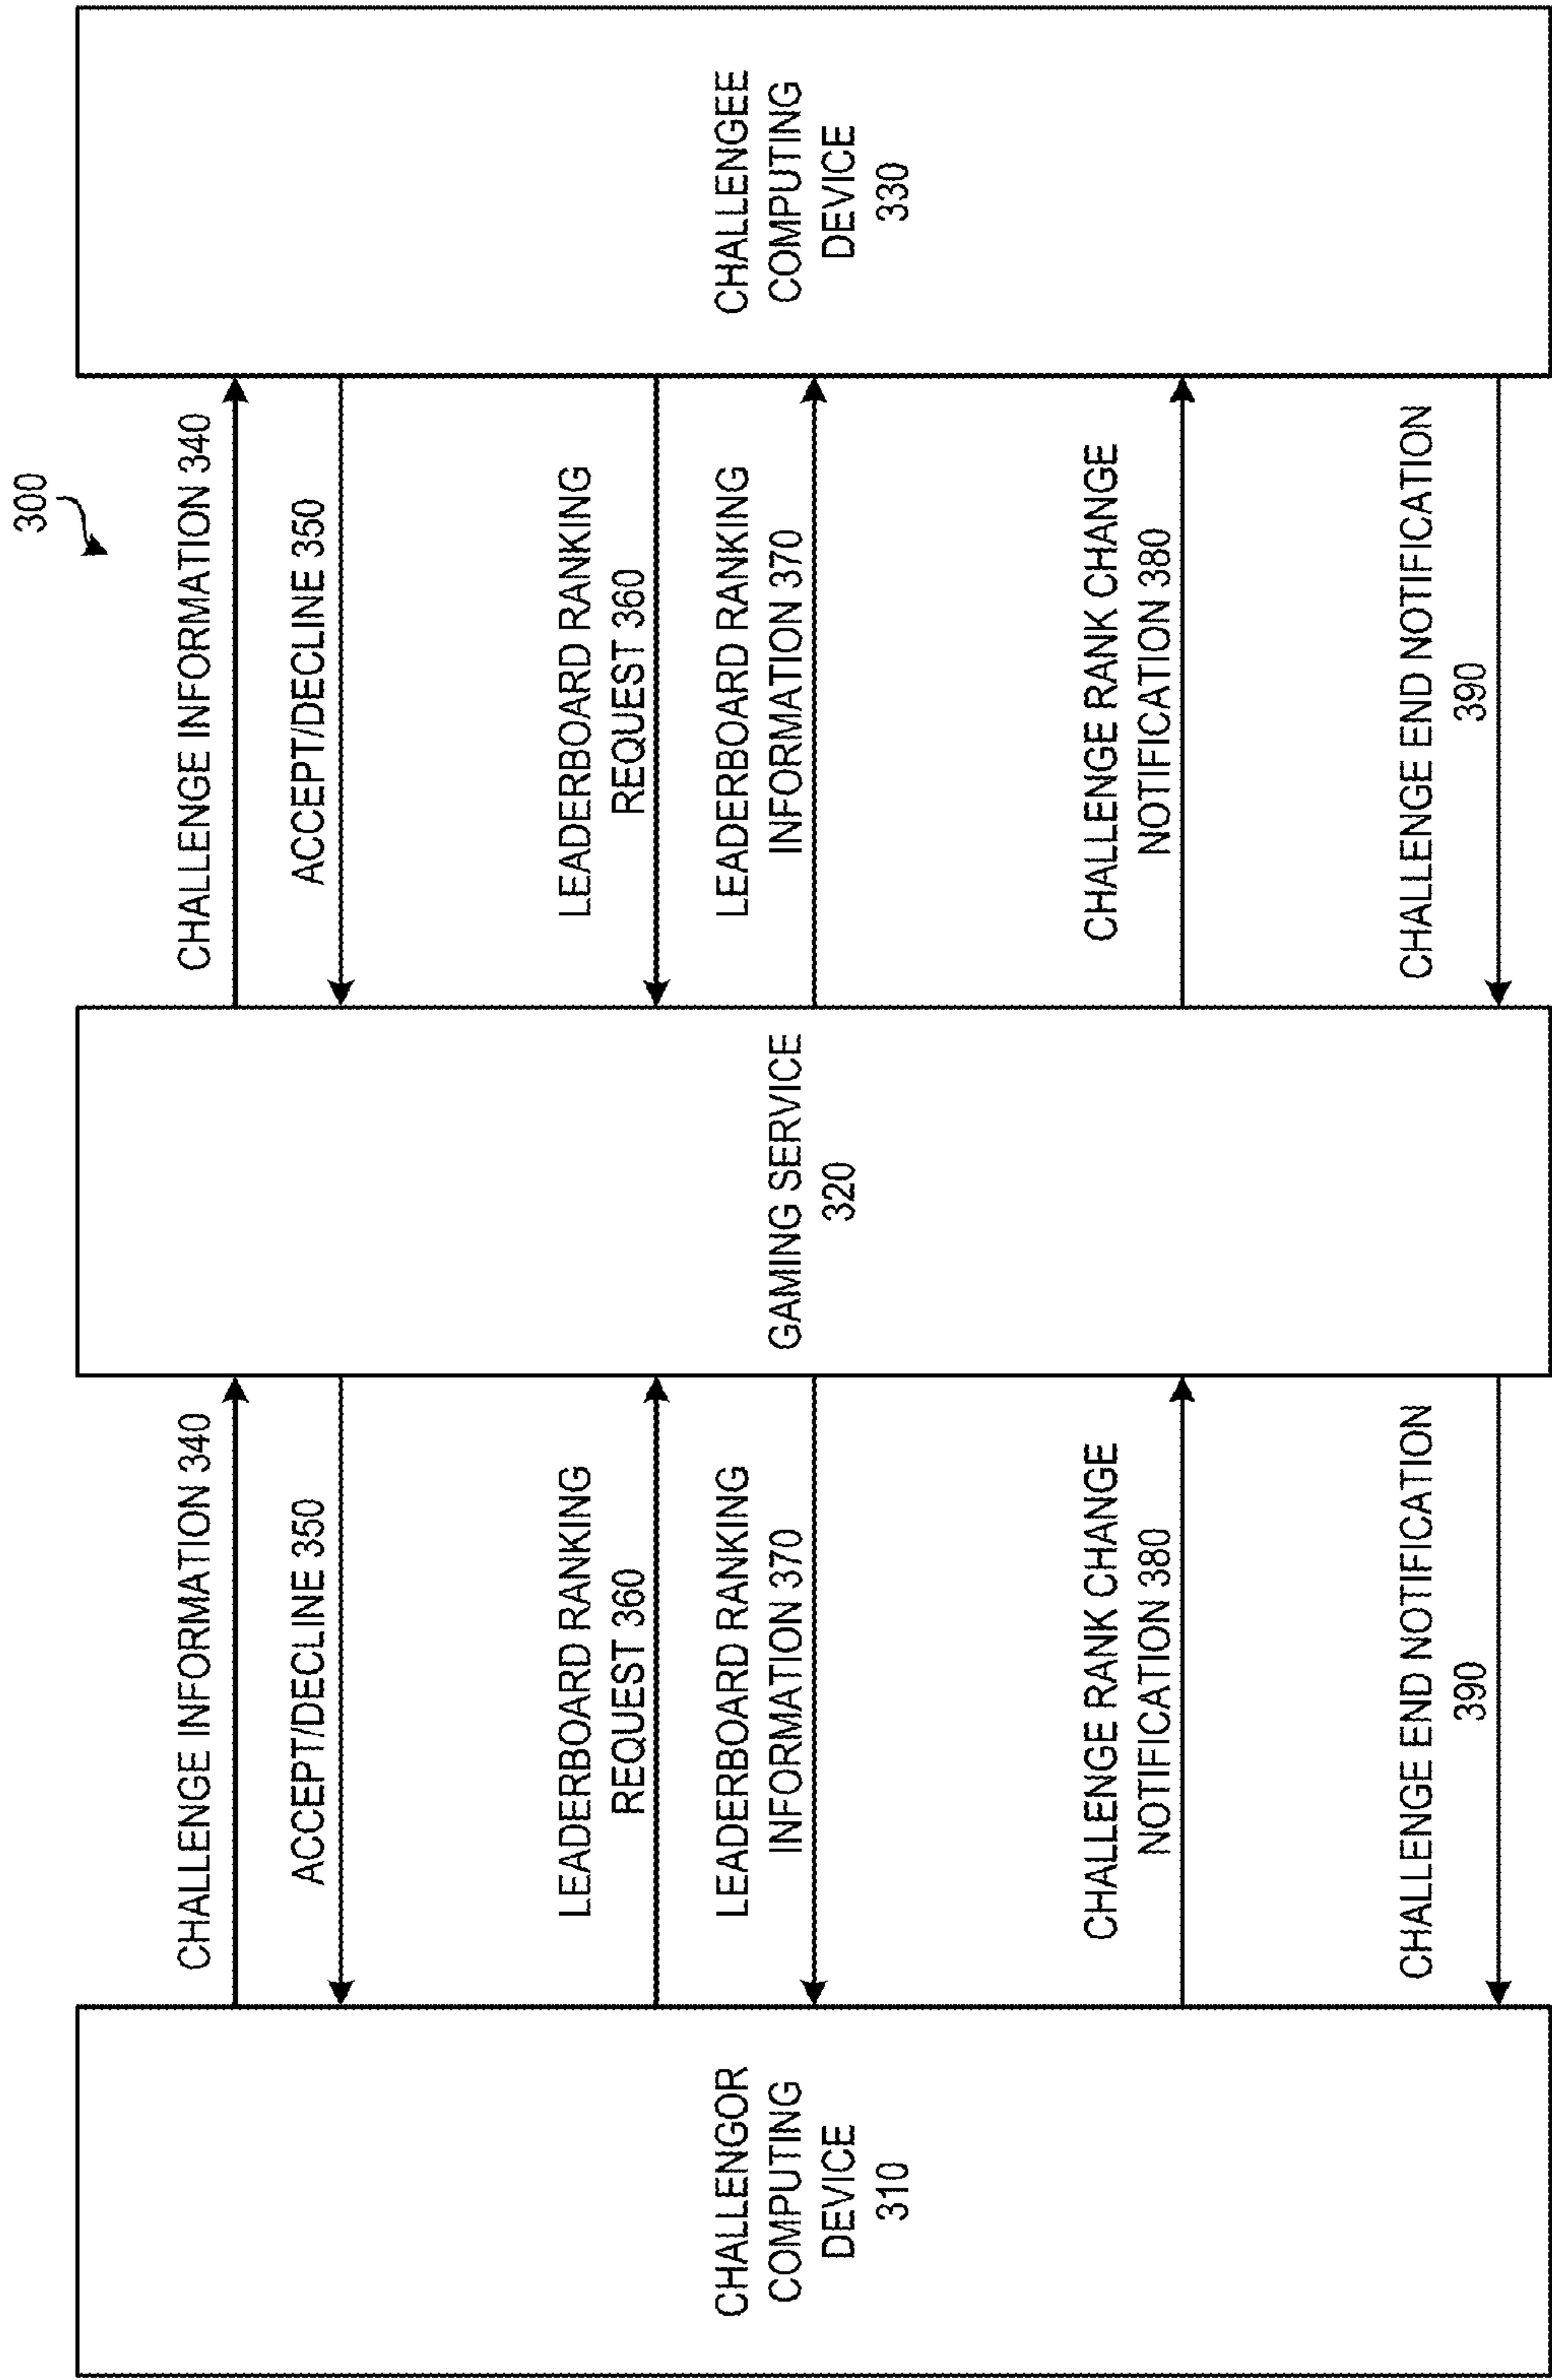 300
CHALLENGOR
COMPUTING
DEVICE
310
CHALLENGE INFORMATION 340
ACCEPT/DECLINE 350
LEADERBOARD RANKING
REQUEST 360
LEADERBOARD RANKING
INFORMATION 370
CHALLENGE RANK CHANGE
NOTIFICATION 380
CHALLENGE END NOTIFICATION
390
GAMING SERVICE
320
CHALLENGE INFORMATION 340
ACCEPT/DECLINE 350
LEADERBOARD RANKING
REQUEST 360
LEADERBOARD RANKING
INFORMATION 370
CHALLENGE RANK CHANGE
NOTIFICATION 380
CHALLENGE END NOTIFICATION
390
CHALLENGEE
COMPUTING
DEVICE
330